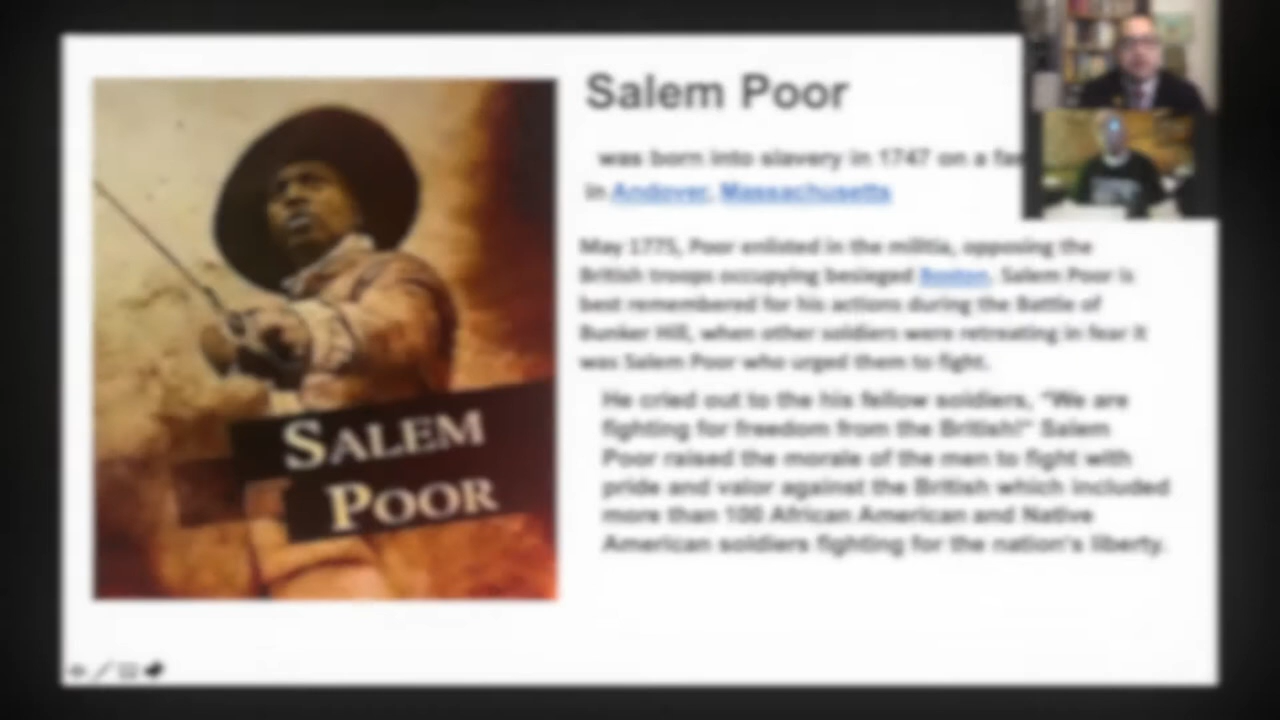 Salem Poor
was born into slavery in 1747 on a
in Andover, Massachusetts
May 1775, Poor enlisted in the militia, opposing the
British troops occupying besieged Boston. Salem Poor is
best remembered for his actions during the Battle of
Bunker Hill, when other soldiers were retreating in fear it
was Salem Poor who urged them to fight.
He cried out to the his fellow soldiers, "We are
fighting for freedom from the British!" Salem
Poor raised the morale of the men to fight with
pride and valor against the British which included
more than 100 African American and Native
American soldiers fighting for the nation's liberty.
SALEM
POOR